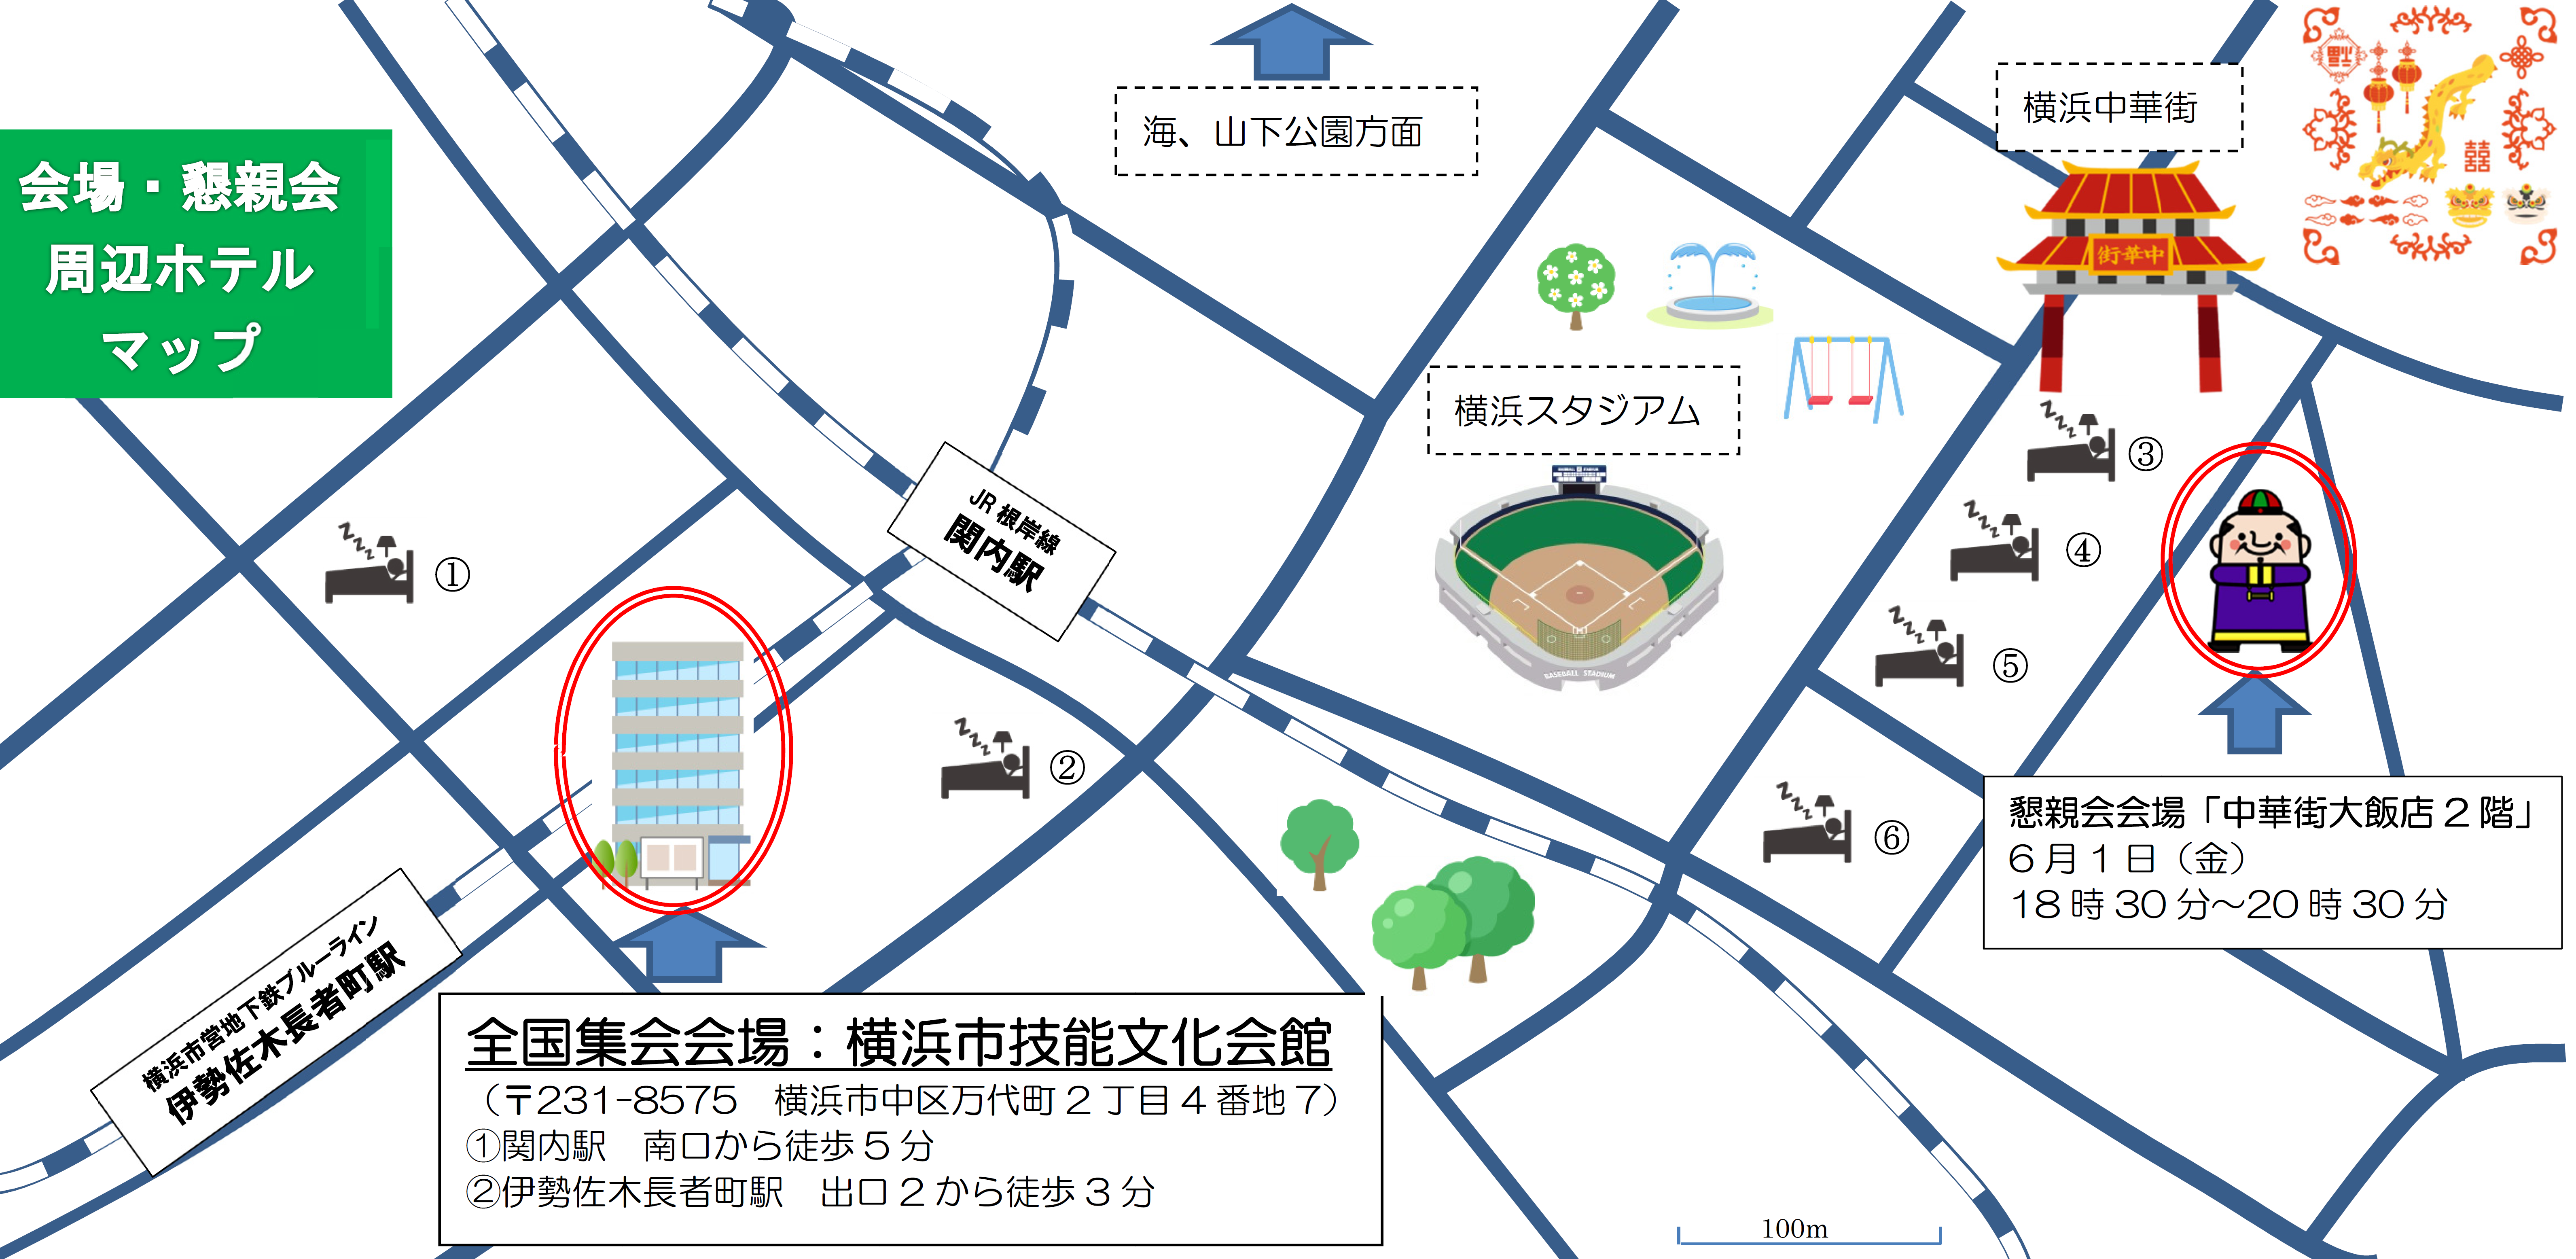 会場・懇親会
周辺ホテル
マップ
海、山下公園方面
横浜中華街
街華中
横浜スタジアム
BASEBALL STADIUM
JR根岸線
関内駅
①
②
③
④
⑤
⑥
横浜市営地下鉄ブルーライン
伊勢佐木長者町駅
懇親会会場「中華街大飯店2階」
6月1日（金）
18時30分～20時30分
全国集会会場：横浜市技能文化会館
（〒231-8575　横浜市中区万代町2丁目4番地7）
①関内駅　南口から徒歩5分
②伊勢佐木長者町駅　出口2から徒歩3分
100m